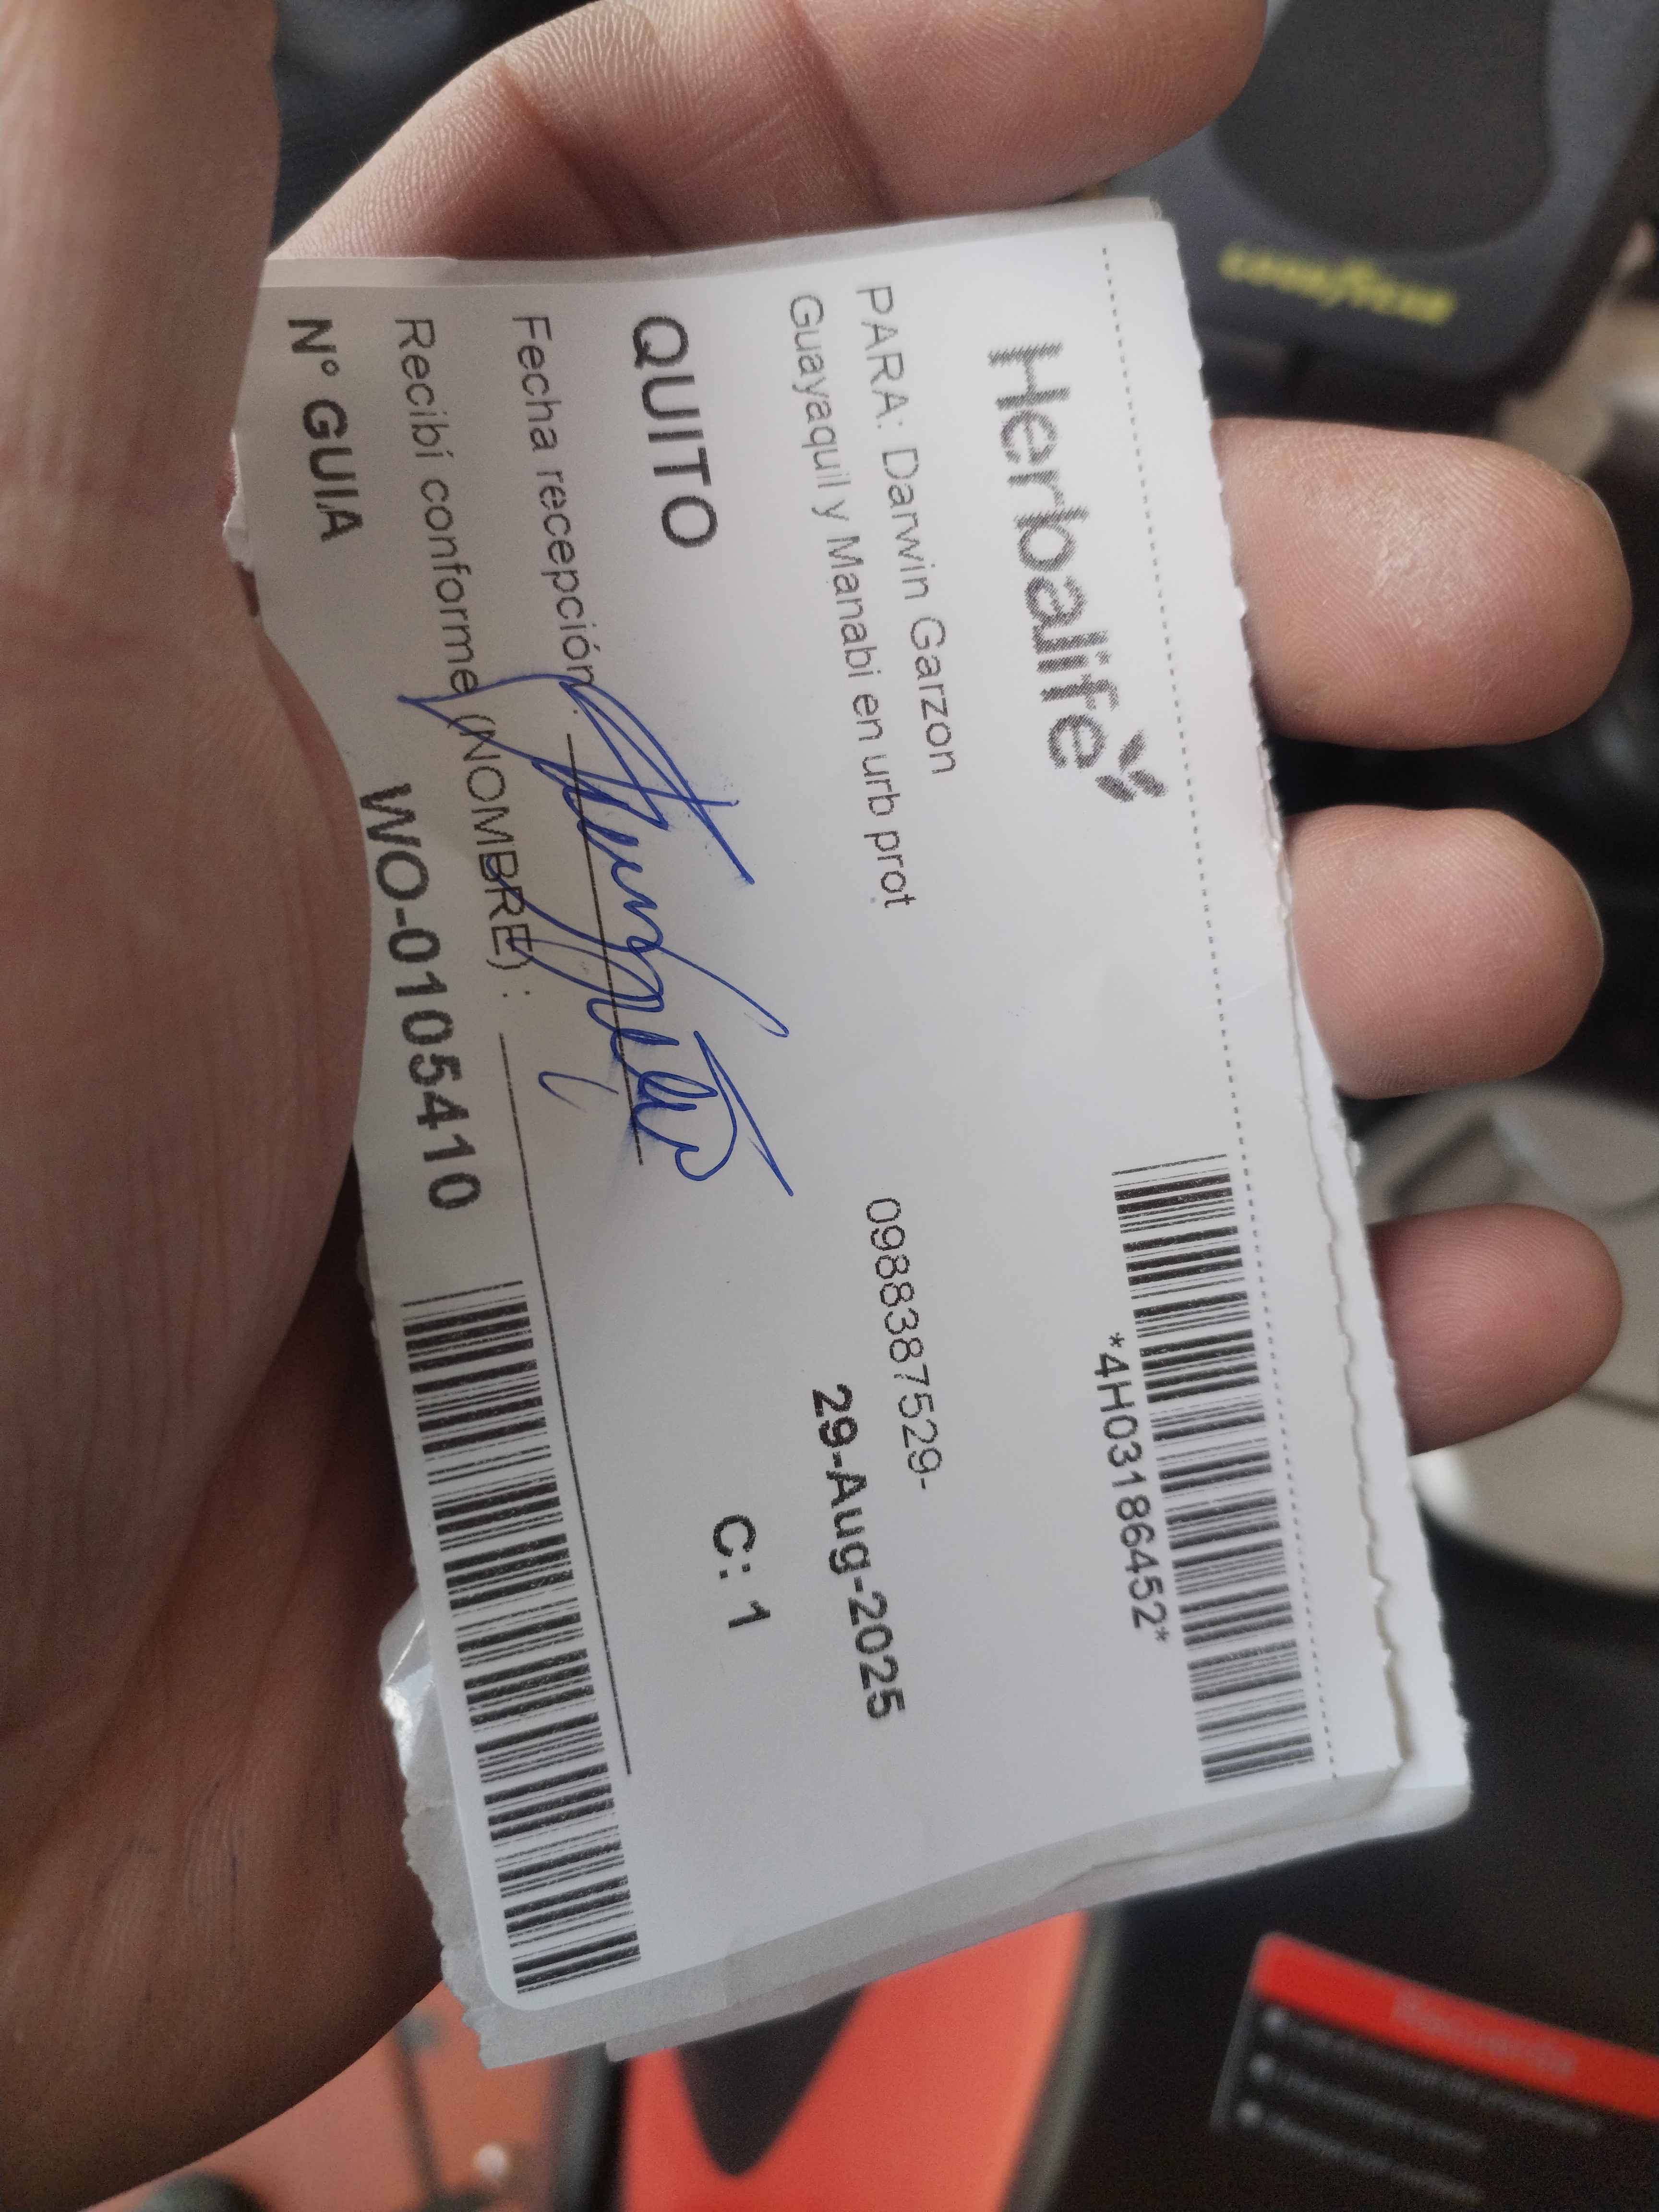 Herbalife
*4H03186452*
PARA: Darwin Garzon 0988387529-
Guayaquil y Manabi en urb prot
29-Aug-2025
QUITO C: 1
Fecha recepción:
Recibí conforme (NOMBRE) :
N° GUIA WO-0105410
GOODYEAR